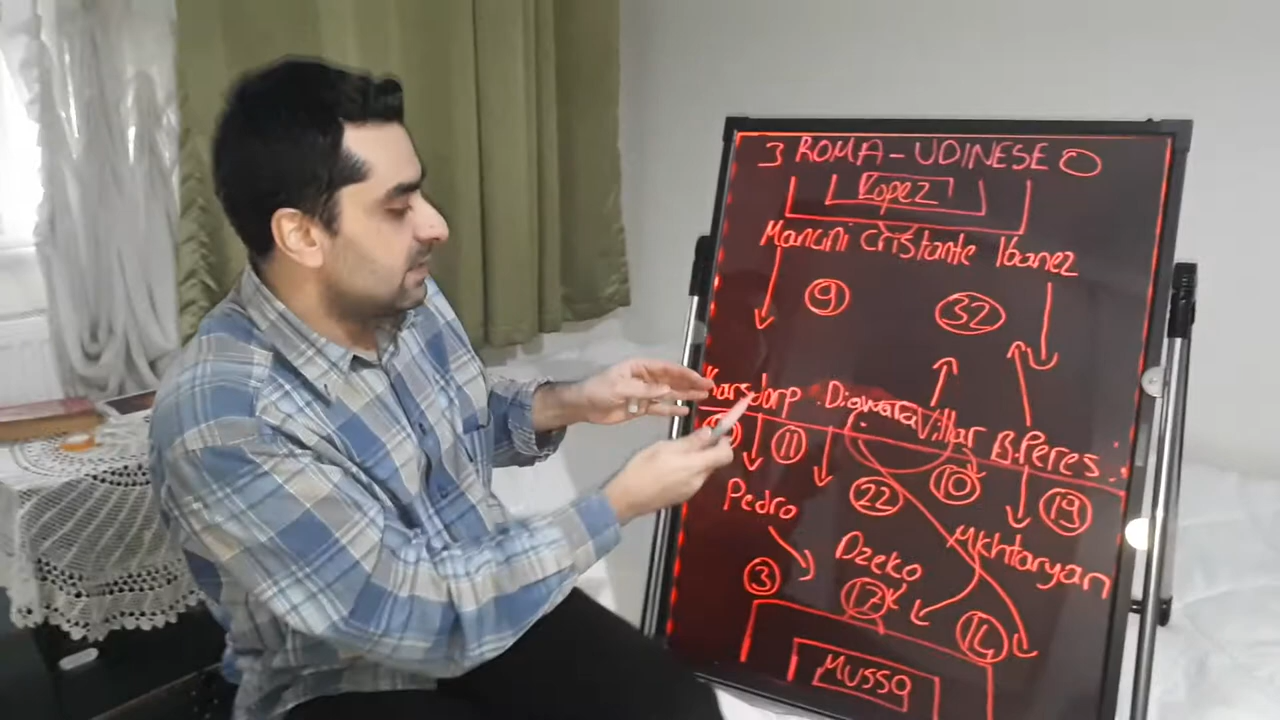 3 ROMA - UDINESE 0
Lopez
Mancini Cristante Ibanez
9
32
Karsdorp Diawara Villar B.Peres
11
10
22
19
Pedro
Mkhtaryan
Dzeko
3
17
14
Musso